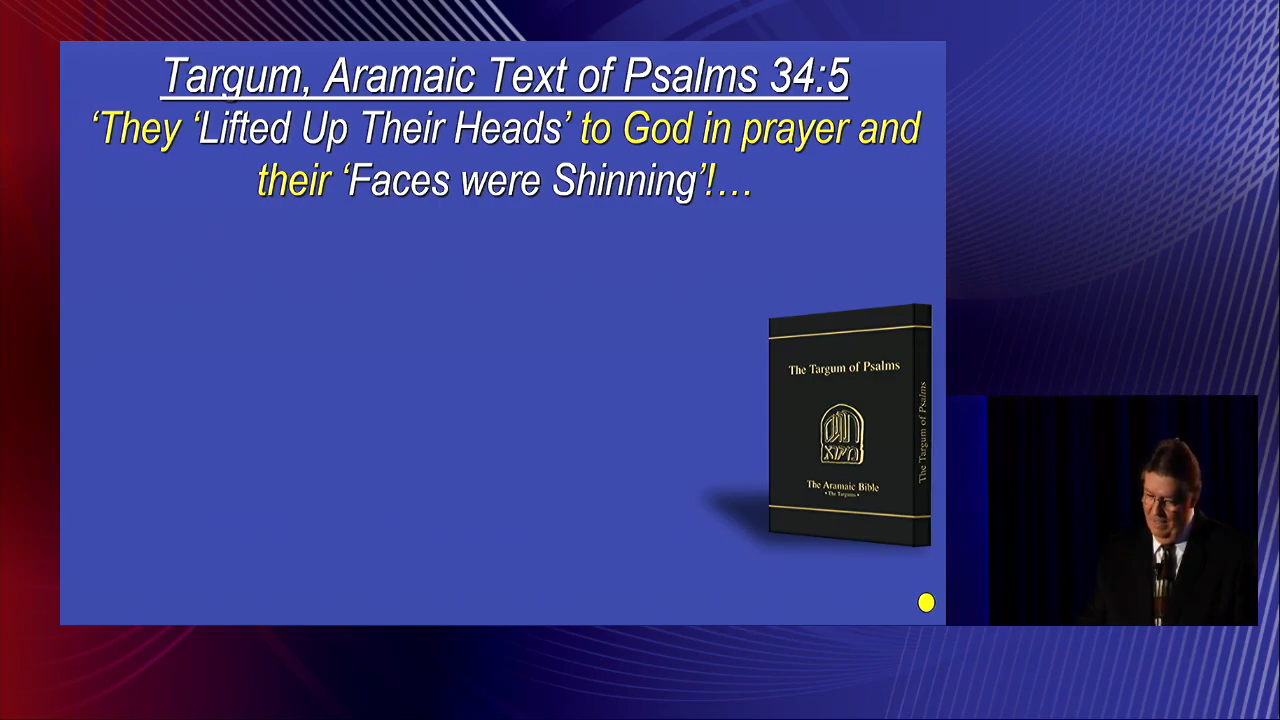 Targum, Aramaic Text of Psalms 34:5
‘They ‘Lifted Up Their Heads’ to God in prayer and
their ‘Faces were Shinning’!…
The Targum of Psalms
The Aramaic Bible
• The Targums •
The Targum of Psalms